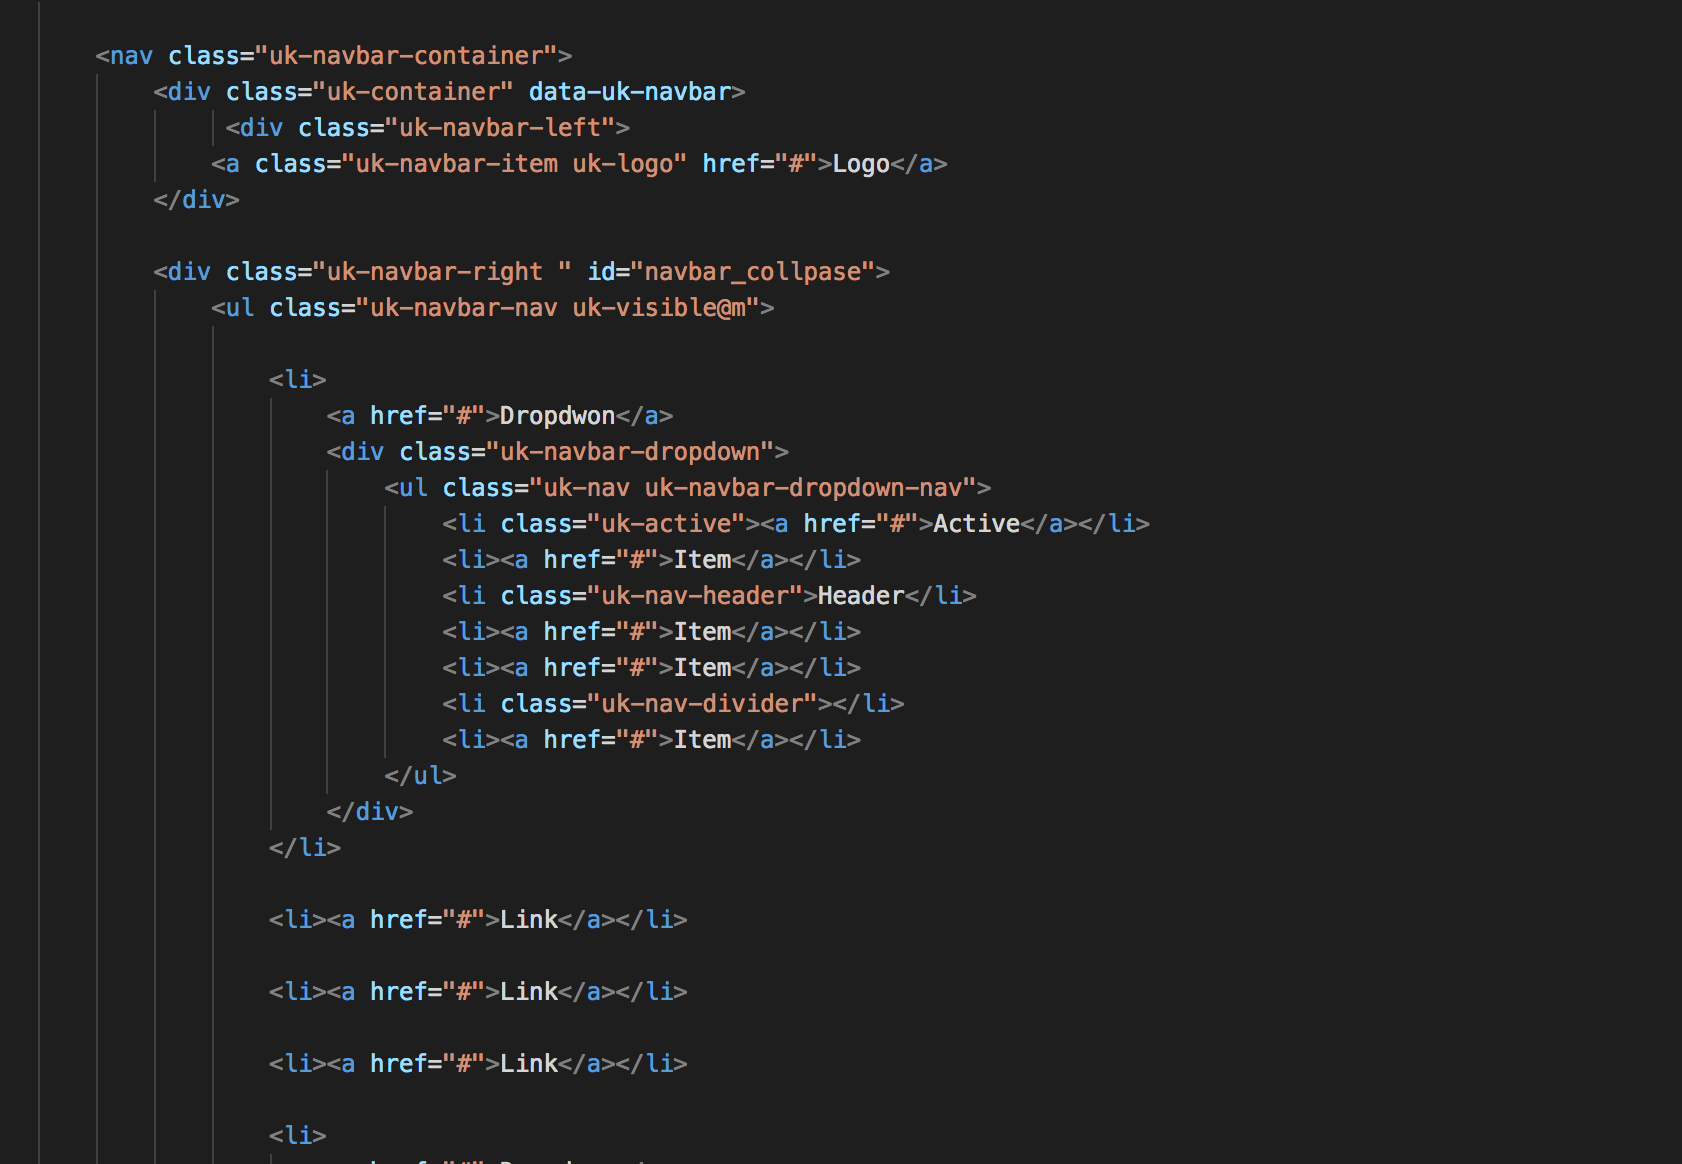 <nav class="uk-navbar-container">
<div class="uk-container" data-uk-navbar>
<div class="uk-navbar-left">
<a class="uk-navbar-item uk-logo" href="#">Logo</a>
</div>
<div class="uk-navbar-right " id="navbar_collpase">
<ul class="uk-navbar-nav uk-visible@m">
<li>
<a href="#">Dropdwon</a>
<div class="uk-navbar-dropdown">
<ul class="uk-nav uk-navbar-dropdown-nav">
<li class="uk-active"><a href="#">Active</a></li>
<li><a href="#">Item</a></li>
<li class="uk-nav-header">Header</li>
<li><a href="#">Item</a></li>
<li><a href="#">Item</a></li>
<li class="uk-nav-divider"></li>
<li><a href="#">Item</a></li>
</ul>
</div>
</li>
<li><a href="#">Link</a></li>
<li><a href="#">Link</a></li>
<li><a href="#">Link</a></li>
<li>